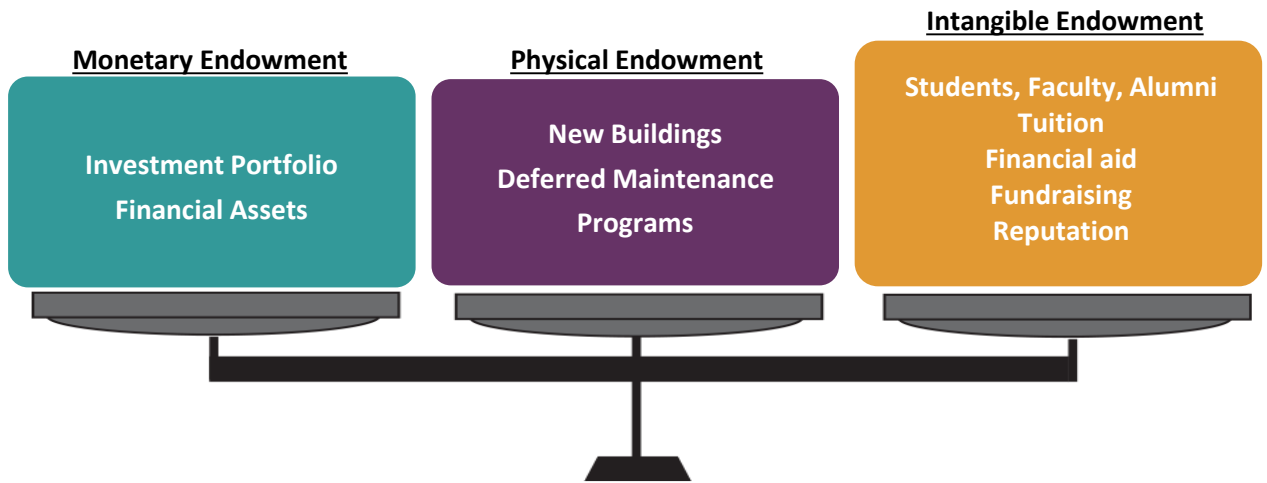 Monetary Endowment
Investment Portfolio
Financial Assets
Physical Endowment
New Buildings
Deferred Maintenance
Programs
Intangible Endowment
Students, Faculty, Alumni
Tuition
Financial aid
Fundraising
Reputation